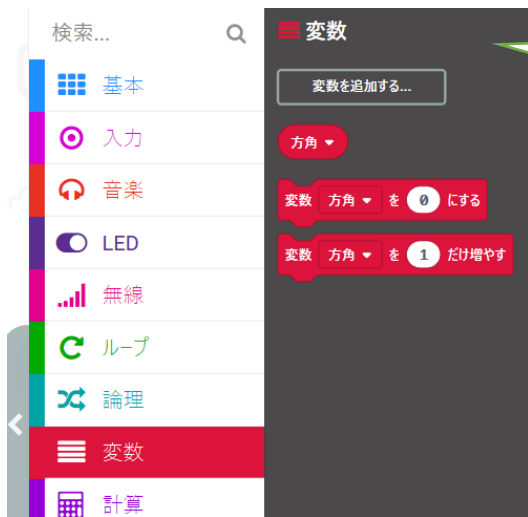 検索...
基本
入力
音楽
LED
無線
ループ
論理
変数
計算
変数
変数を追加する...
方角
変数 方角 を 0 にする
変数 方角 を 1 だけ増やす